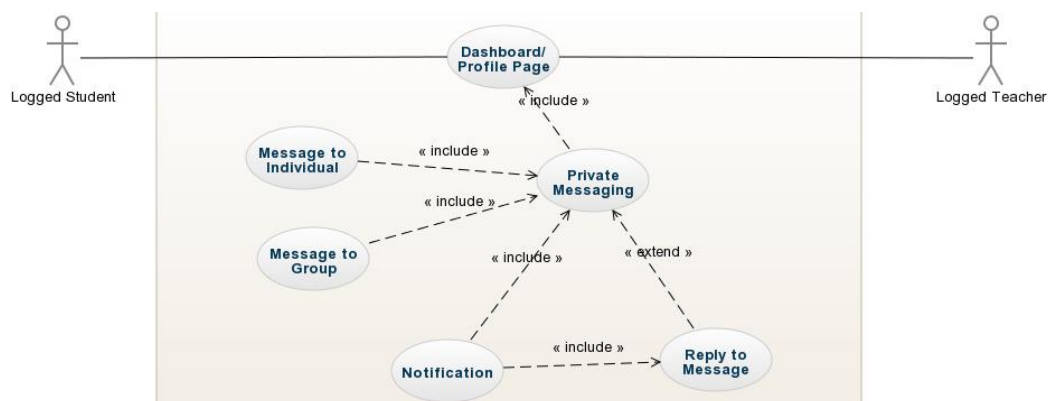 Dashboard/
Profile Page
Logged Student
Logged Teacher
« include »
Message to
Individual
« include »
Private
Messaging
« include »
Message to
Group
« include »
« extend »
Notification
« include »
Reply to
Message